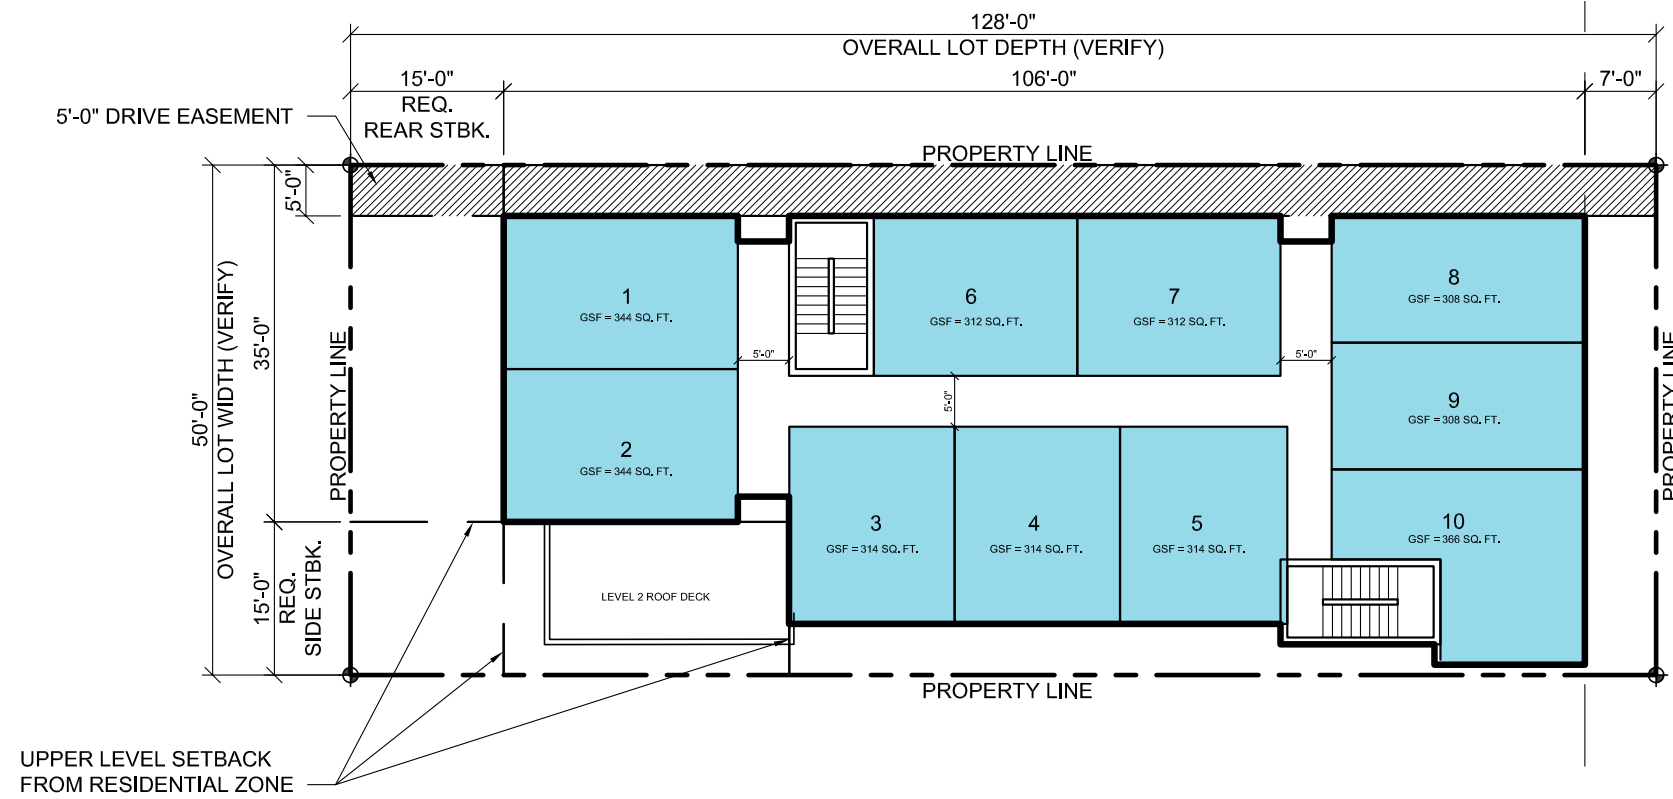 128'-0"
OVERALL LOT DEPTH (VERIFY)
15'-0"
106'-0"
7'-0"
REQ.
REAR STBK.
5'-0" DRIVE EASEMENT
PROPERTY LINE
5'-0"
50'-0"
OVERALL LOT WIDTH (VERIFY)
35'-0"
15'-0"
REQ.
SIDE STBK.
PROPERTY LINE
1
GSF = 344 SQ. FT.
2
GSF = 344 SQ. FT.
5'-0"
6
GSF = 312 SQ. FT.
7
GSF = 312 SQ. FT.
5'-0"
5'-0"
8
GSF = 308 SQ. FT.
9
GSF = 308 SQ. FT.
10
GSF = 366 SQ. FT.
3
GSF = 314 SQ. FT.
4
GSF = 314 SQ. FT.
5
GSF = 314 SQ. FT.
LEVEL 2 ROOF DECK
PROPERTY LINE
PROPERTY LINE
UPPER LEVEL SETBACK
FROM RESIDENTIAL ZONE